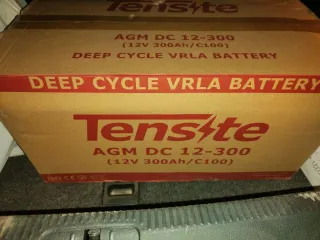 Tensite
AGM DC 12-300
(12V 300Ah/C100)
DEEP CYCLE VRLA BATTERY
DEEP CYCLE VRLA BATTERY
Tensite
AGM DC 12-300
(12V 300Ah/C100)